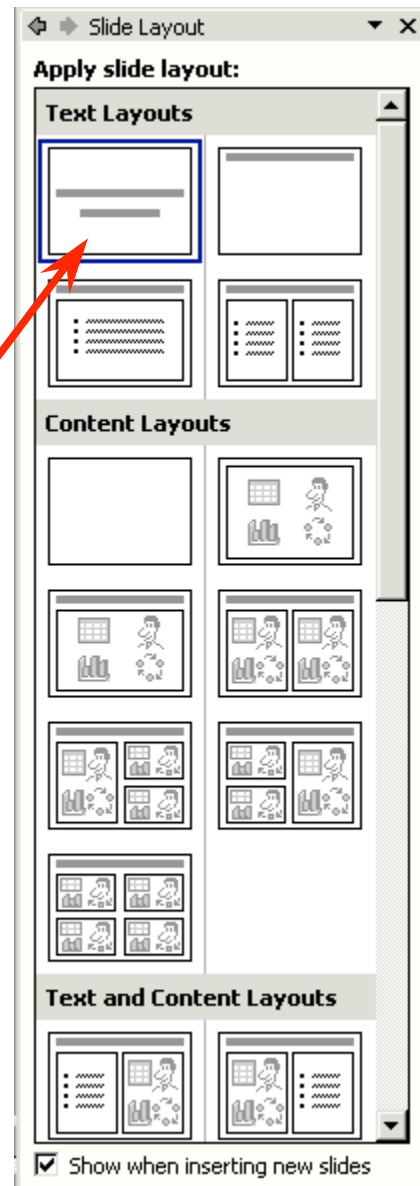 Slide Layout
Apply slide layout:
Text Layouts
Content Layouts
Text and Content Layouts
Show when inserting new slides